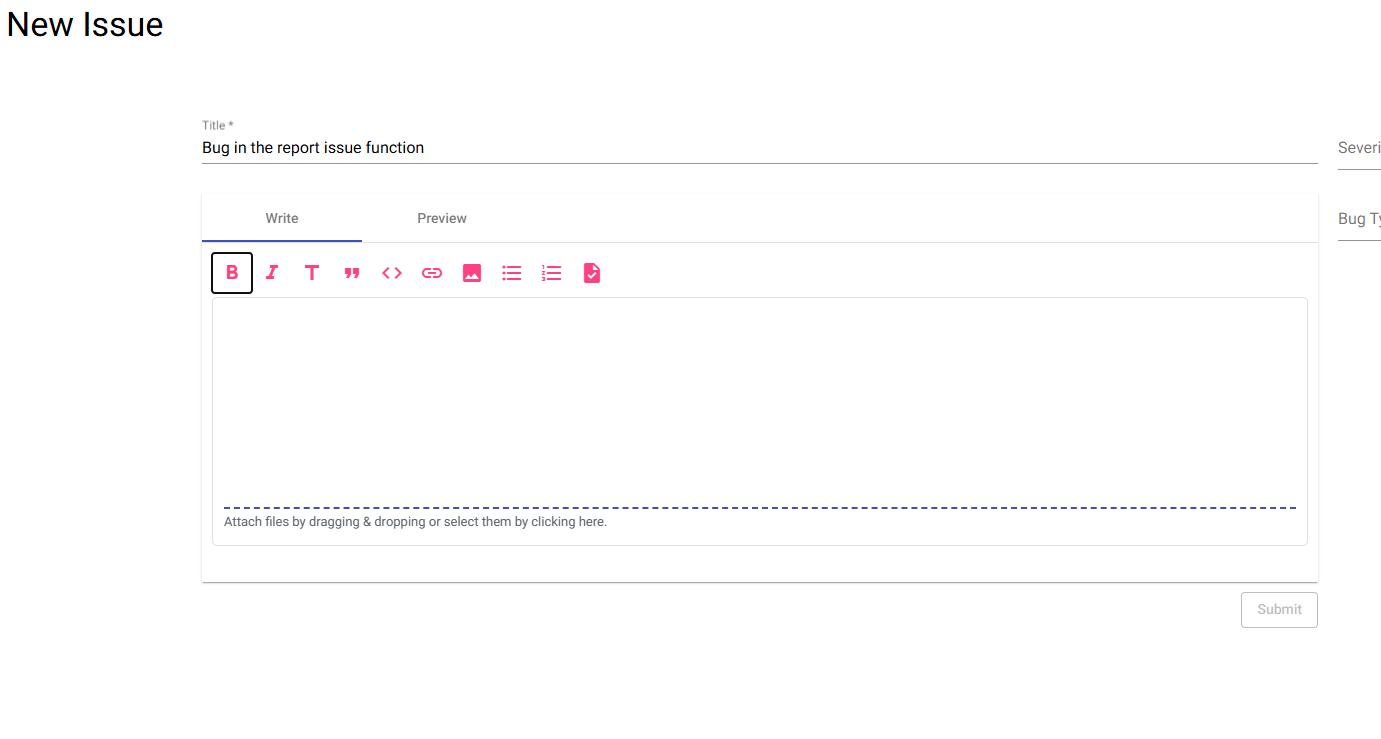 New Issue
Title *
Bug in the report issue function
Severi
Write Preview
Bug Ty
B I T
Attach files by dragging & dropping or select them by clicking here.
Submit